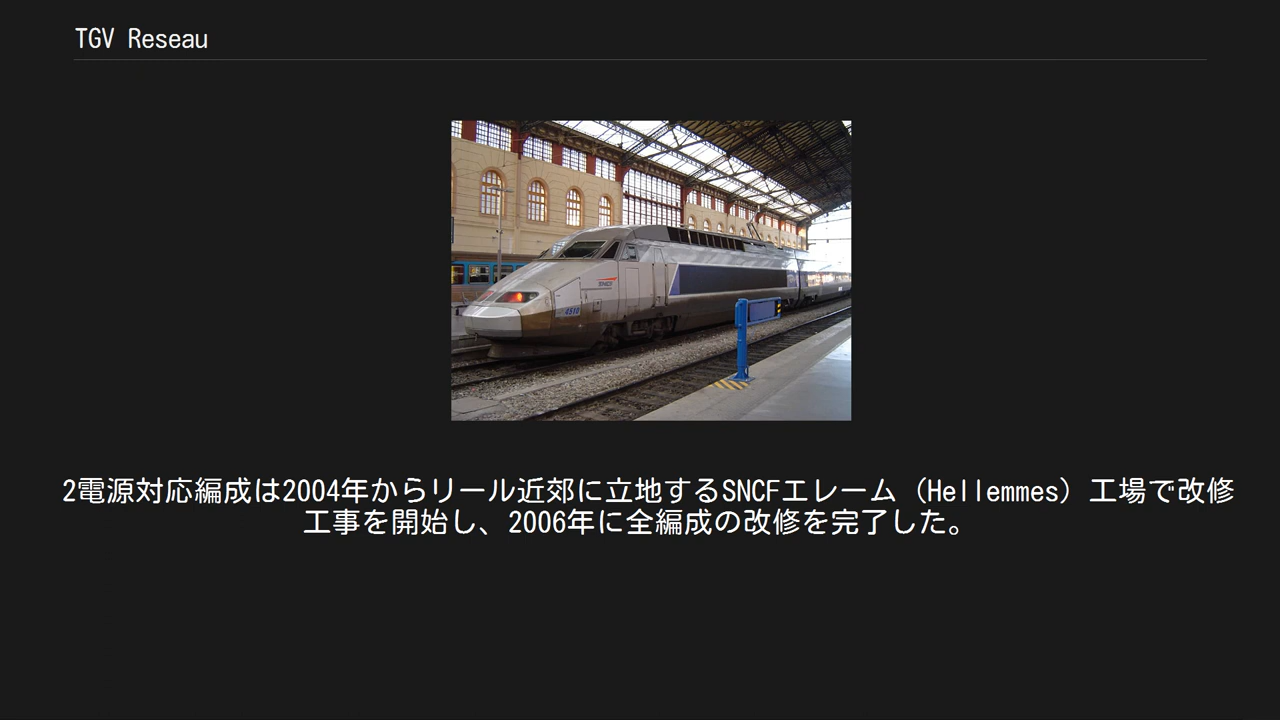 TGV Reseau
SNCF
4510
2電源対応編成は2004年からリール近郊に立地するSNCFエレーム（Hellemmes）工場で改修
工事を開始し、2006年に全編成の改修を完了した。